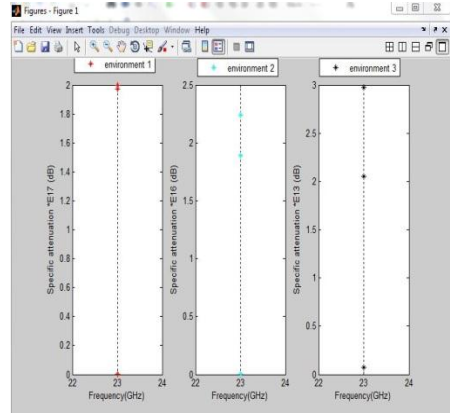 Figures - Figure 1
File Edit View Insert Tools Debug Desktop Window Help
environment 1
environment 2
environment 3
2
1.8
1.6
1.4
1.2
1
0.8
0.6
0.4
0.2
0
Specific attenuation *E17 (dB)
22 23 24
Frequency(GHz)
2.5
2
1.5
1
0.5
0
Specific attenuation *E16 (dB)
22 23 24
Frequency(GHz)
3
2.5
2
1.5
1
0.5
0
Specific attenuation *E13 (dB)
22 23 24
Frequency(GHz)